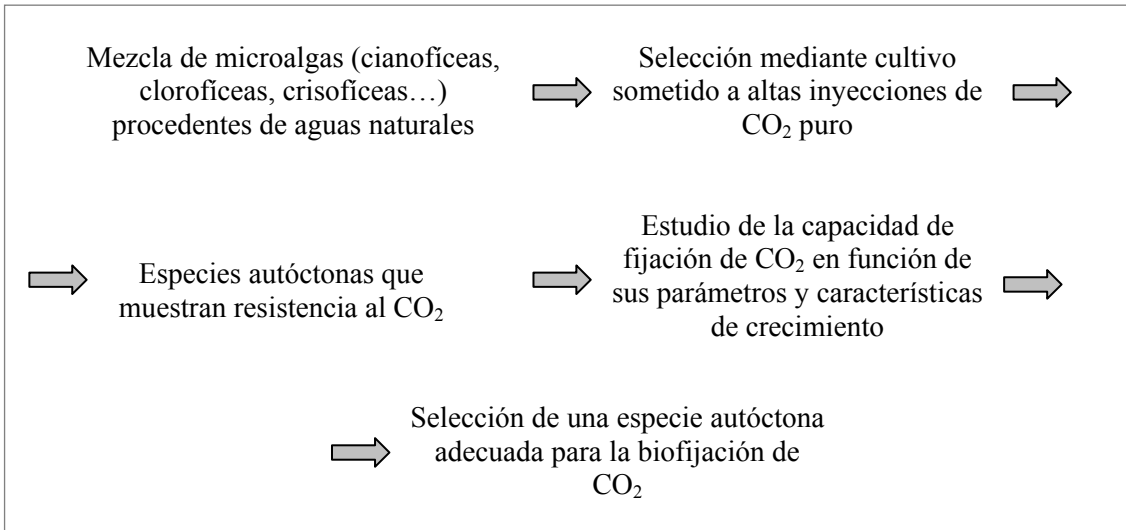 Mezcla de microalgas (cianofíceas,
clorofíceas, crisofíceas…)
procedentes de aguas naturales
Selección mediante cultivo
sometido a altas inyecciones de
CO₂ puro
Especies autóctonas que
muestran resistencia al CO₂
Estudio de la capacidad de
fijación de CO₂ en función de
sus parámetros y características
de crecimiento
Selección de una especie autóctona
adecuada para la biofijación de
CO₂